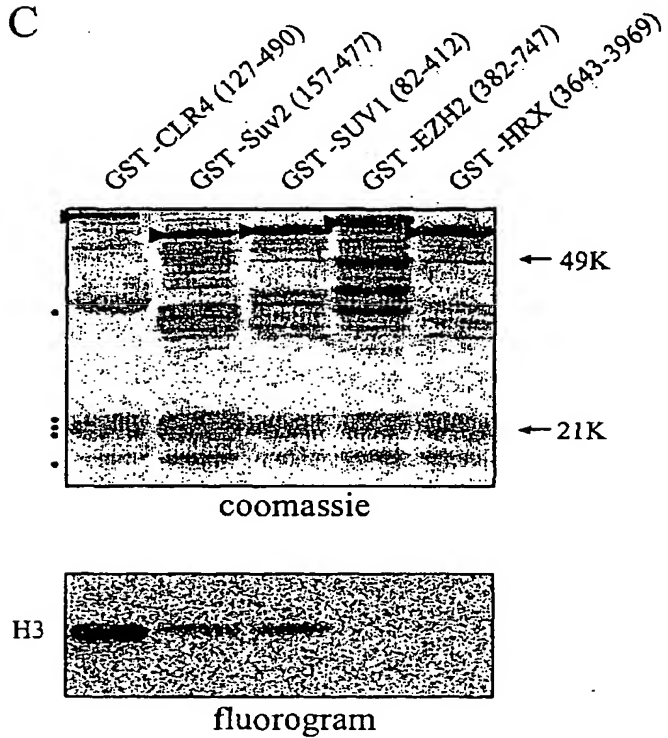 C
GST -CLR4 (127-490)
GST -Suv2 (157-477)
GST -SUV1 (82-412)
GST -EZH2 (382-747)
GST -HRX (3643-3969)
49K
21K
coomassie
H3
fluorogram